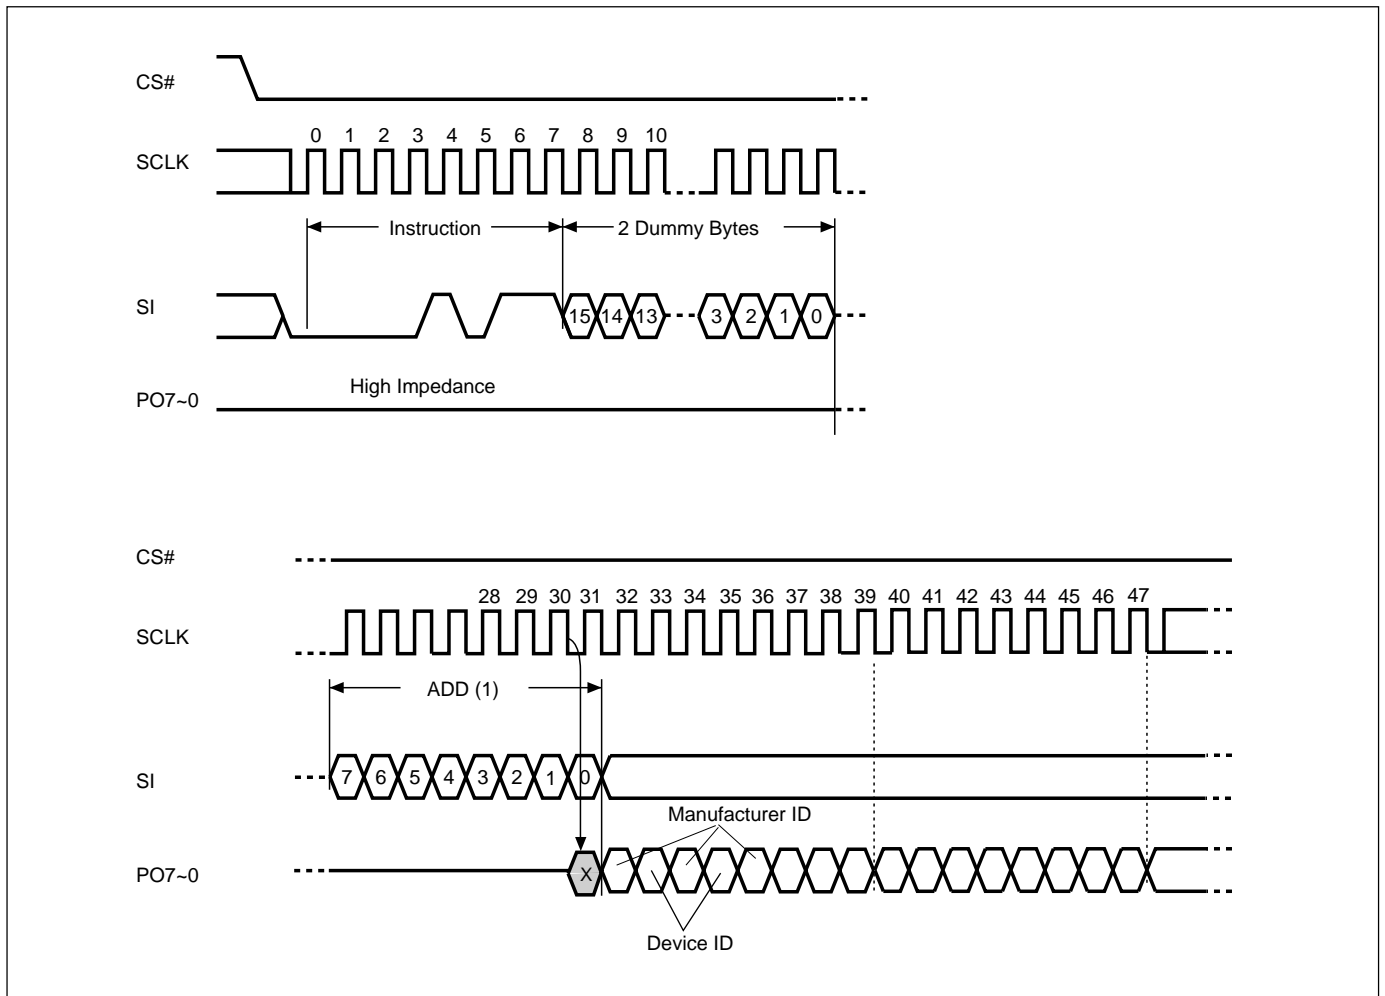 CS#
0 1 2 3 4 5 6 7 8 9 10
SCLK
Instruction 2 Dummy Bytes
SI
15 14 13 3 2 1 0
High Impedance
PO7~0
CS#
28 29 30 31 32 33 34 35 36 37 38 39 40 41 42 43 44 45 46 47
SCLK
ADD (1)
SI
7 6 5 4 3 2 1 0
Manufacturer ID
PO7~0
X
Device ID